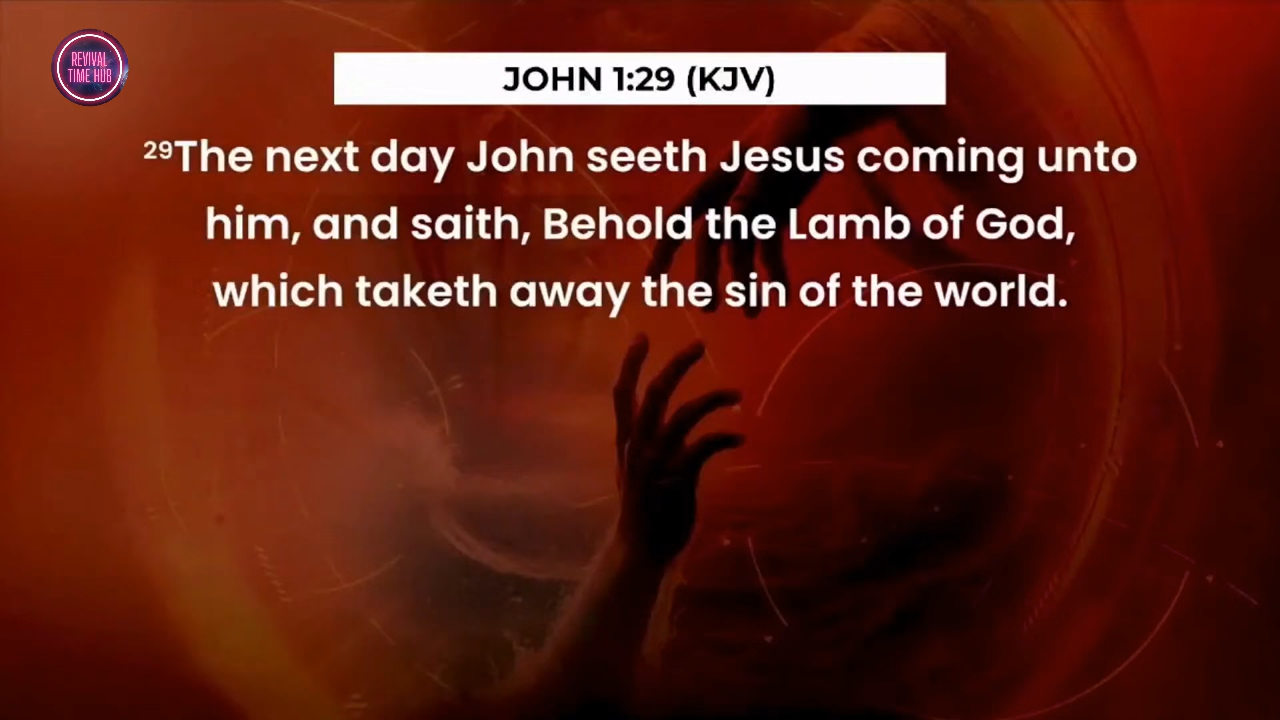 REVIVAL
TIME HUB
JOHN 1:29 (KJV)
²⁹The next day John seeth Jesus coming unto
him, and saith, Behold the Lamb of God,
which taketh away the sin of the world.